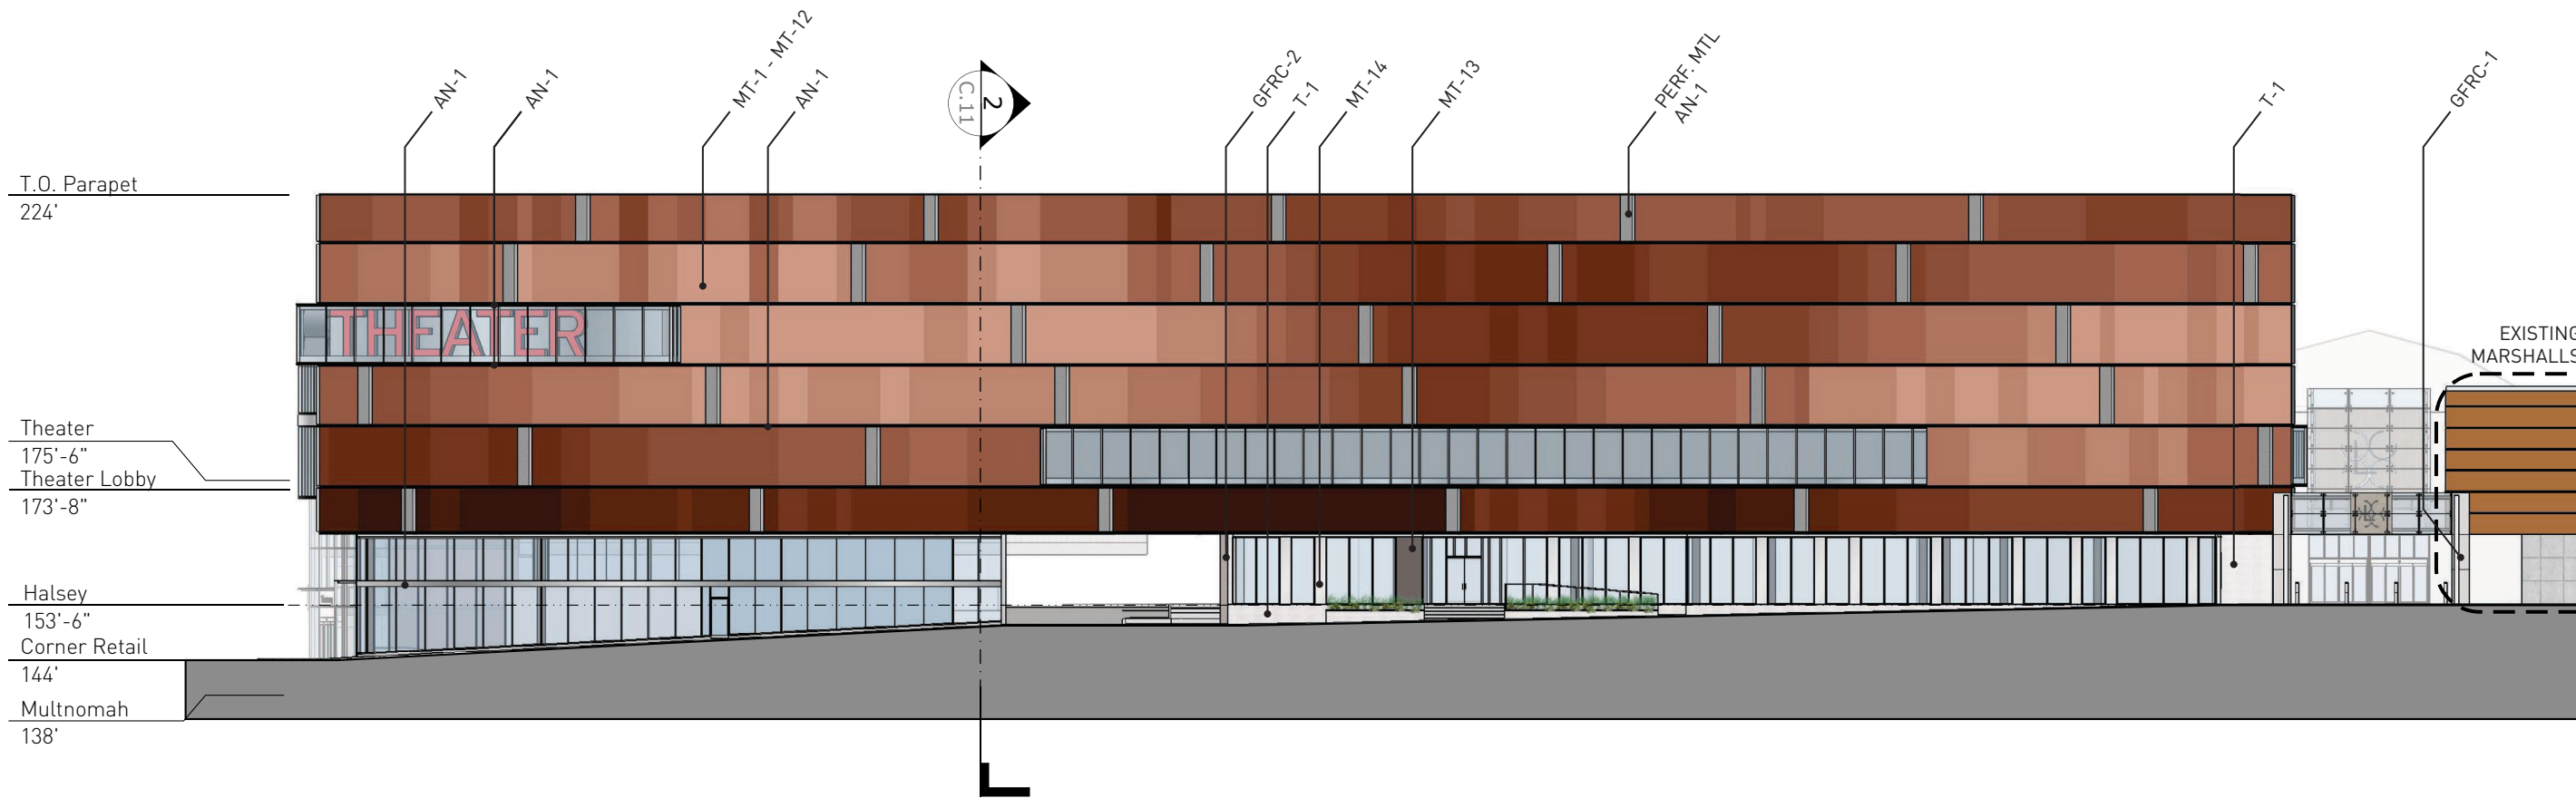 AN-1
AN-1
MT-1 - MT-12
AN-1
2
C.11
GFRC-2
T-1
MT-14
MT-13
PERF. MTL
AN-1
T-1
GFRC-1
T.O. Parapet
224'
THEATER
EXISTING
MARSHALLS
Theater
175'-6"
Theater Lobby
173'-8"
Halsey
153'-6"
Corner Retail
144'
Multnomah
138'